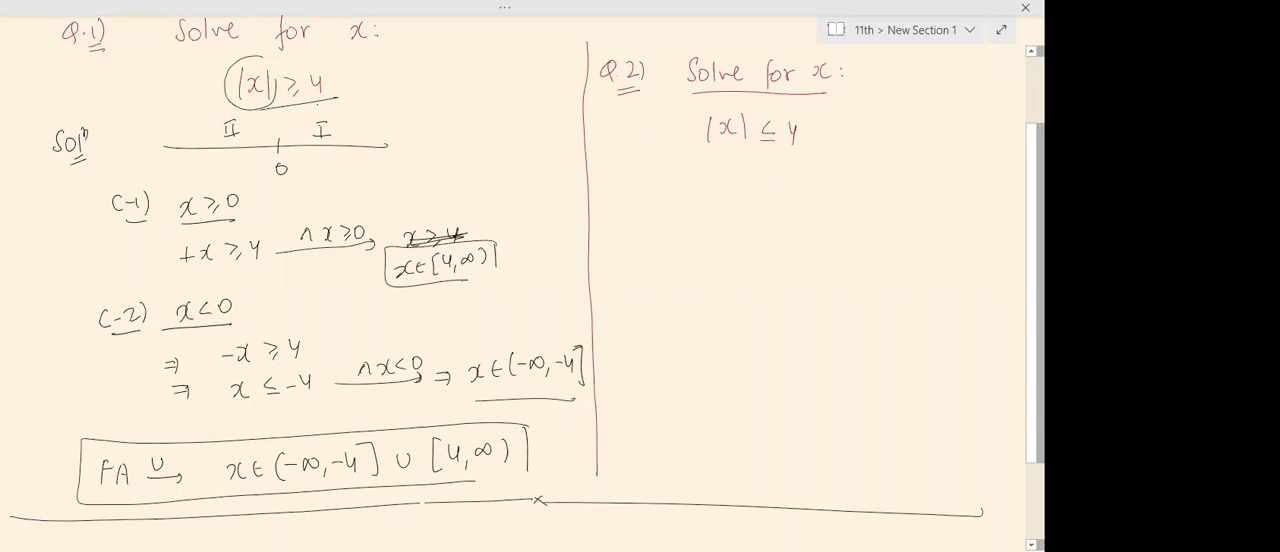 11th > New Section 1
Q.1) Solve for x:
|x| ≥ 4
II I
Solⁿ
0
C-1) x ≥ 0
+x ≥ 4 ∧ x ≥ 0 x ≥ 4
x ∈ [4, ∞)
C-2) x < 0
⇒ -x ≥ 4
⇒ x ≤ -4 ∧ x < 0 ⇒ x ∈ (-∞, -4]
FA ∪ → x ∈ (-∞, -4] ∪ [4, ∞)
Q.2) Solve for x:
|x| ≤ 4